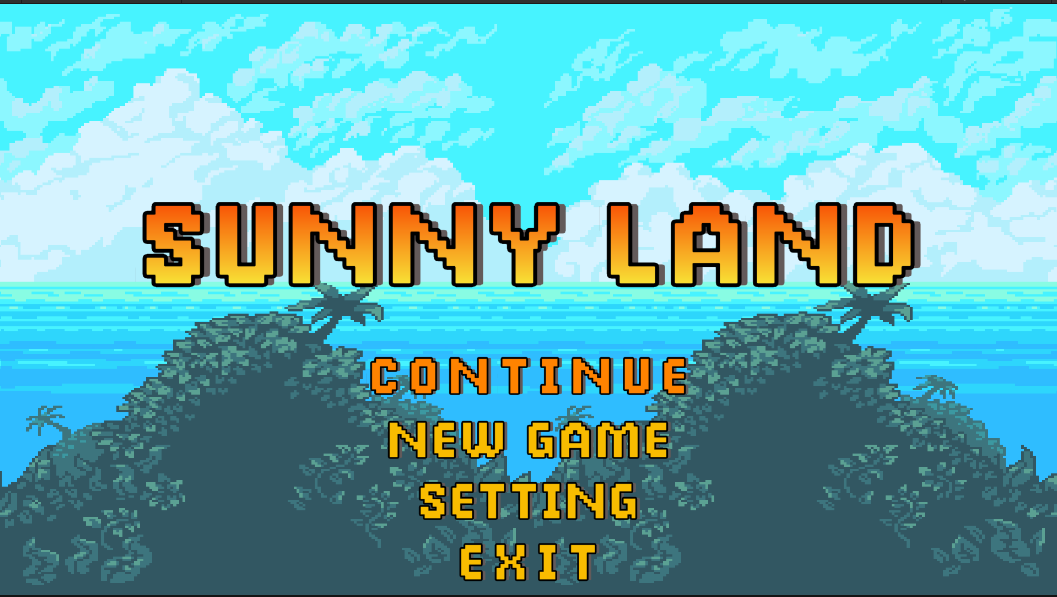 SUNNY LAND
CONTINUE
NEW GAME
SETTING
EXIT